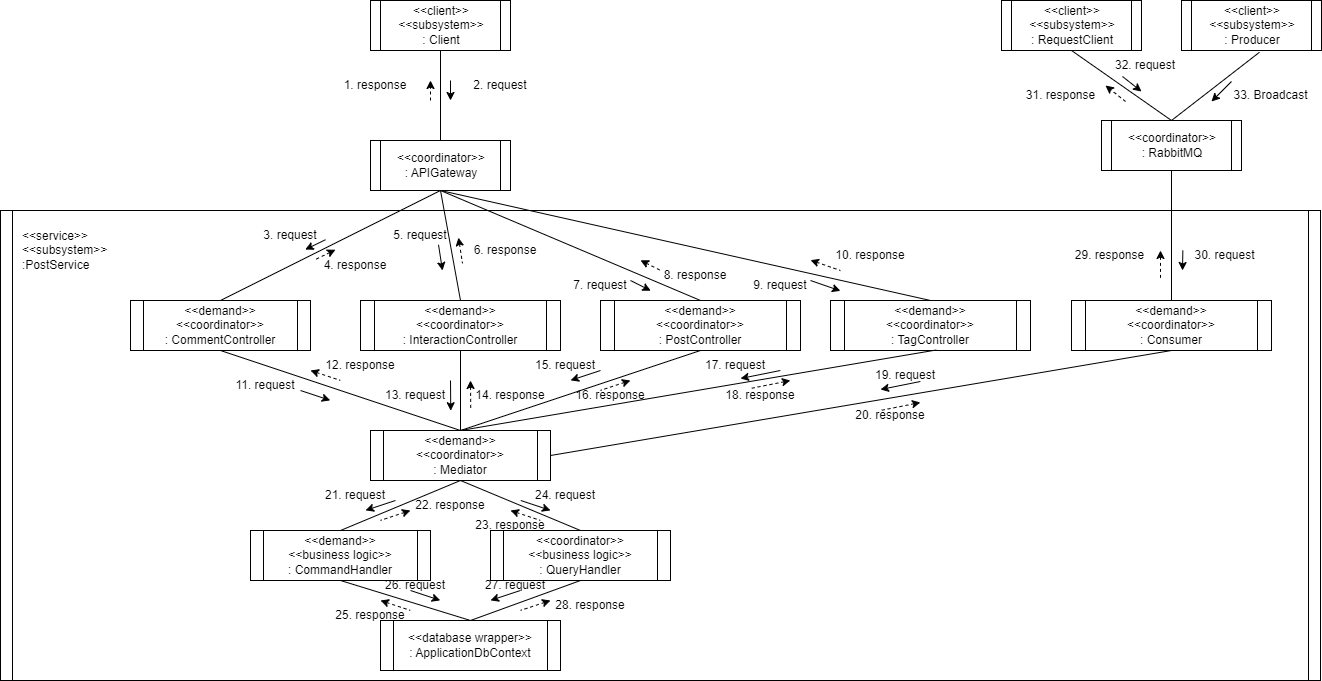 <<client>>
<<subsystem>>
: Client
<<client>>
<<subsystem>>
: RequestClient
<<client>>
<<subsystem>>
: Producer
1. response
2. request
32. request
31. response
33. Broadcast
<<coordinator>>
: APIGateway
<<coordinator>>
: RabbitMQ
<<service>>
<<subsystem>>
:PostService
3. request
4. response
5. request
6. response
7. request
8. response
9. request
10. response
29. response
30. request
<<demand>>
<<coordinator>>
: CommentController
<<demand>>
<<coordinator>>
: InteractionController
<<demand>>
<<coordinator>>
: PostController
<<demand>>
<<coordinator>>
: TagController
<<demand>>
<<coordinator>>
: Consumer
11. request
12. response
13. request
14. response
15. request
16. response
17. request
18. response
19. request
20. response
<<demand>>
<<coordinator>>
: Mediator
21. request
22. response
24. request
23. response
<<demand>>
<<business logic>>
: CommandHandler
<<coordinator>>
<<business logic>>
: QueryHandler
26. request
25. response
27. request
28. response
<<database wrapper>>
: ApplicationDbContext